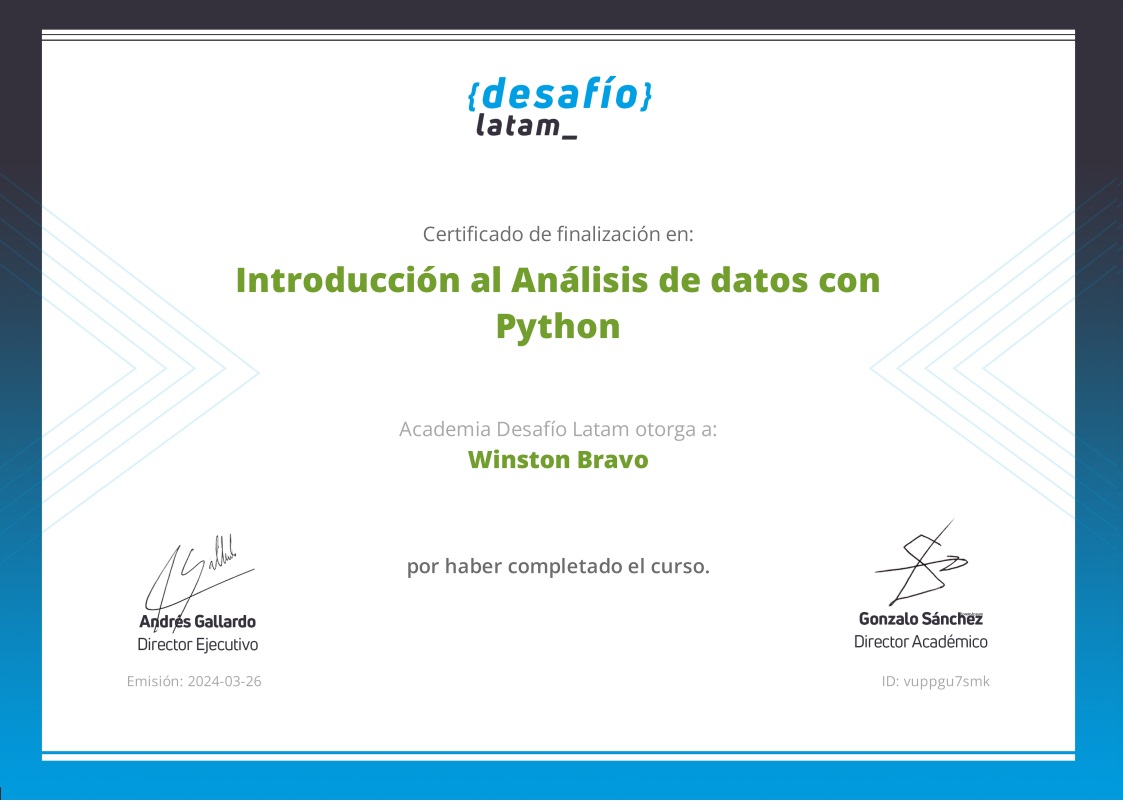 {desafío}
latam_
Certificado de finalización en:
Introducción al Análisis de datos con
Python
Academia Desafío Latam otorga a:
Winston Bravo
por haber completado el curso.
Andrés Gallardo
Director Ejecutivo
Gonzalo Sánchez
Director Académico
Emisión: 2024-03-26
ID: vuppgu7smk